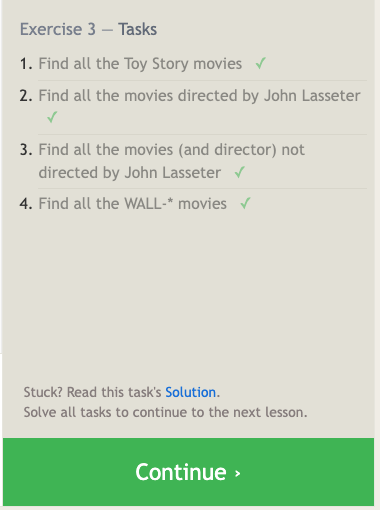 Exercise 3 — Tasks
1. Find all the Toy Story movies ✓
2. Find all the movies directed by John Lasseter
✓
3. Find all the movies (and director) not
directed by John Lasseter ✓
4. Find all the WALL-* movies ✓
Stuck? Read this task's Solution.
Solve all tasks to continue to the next lesson.
Continue ›